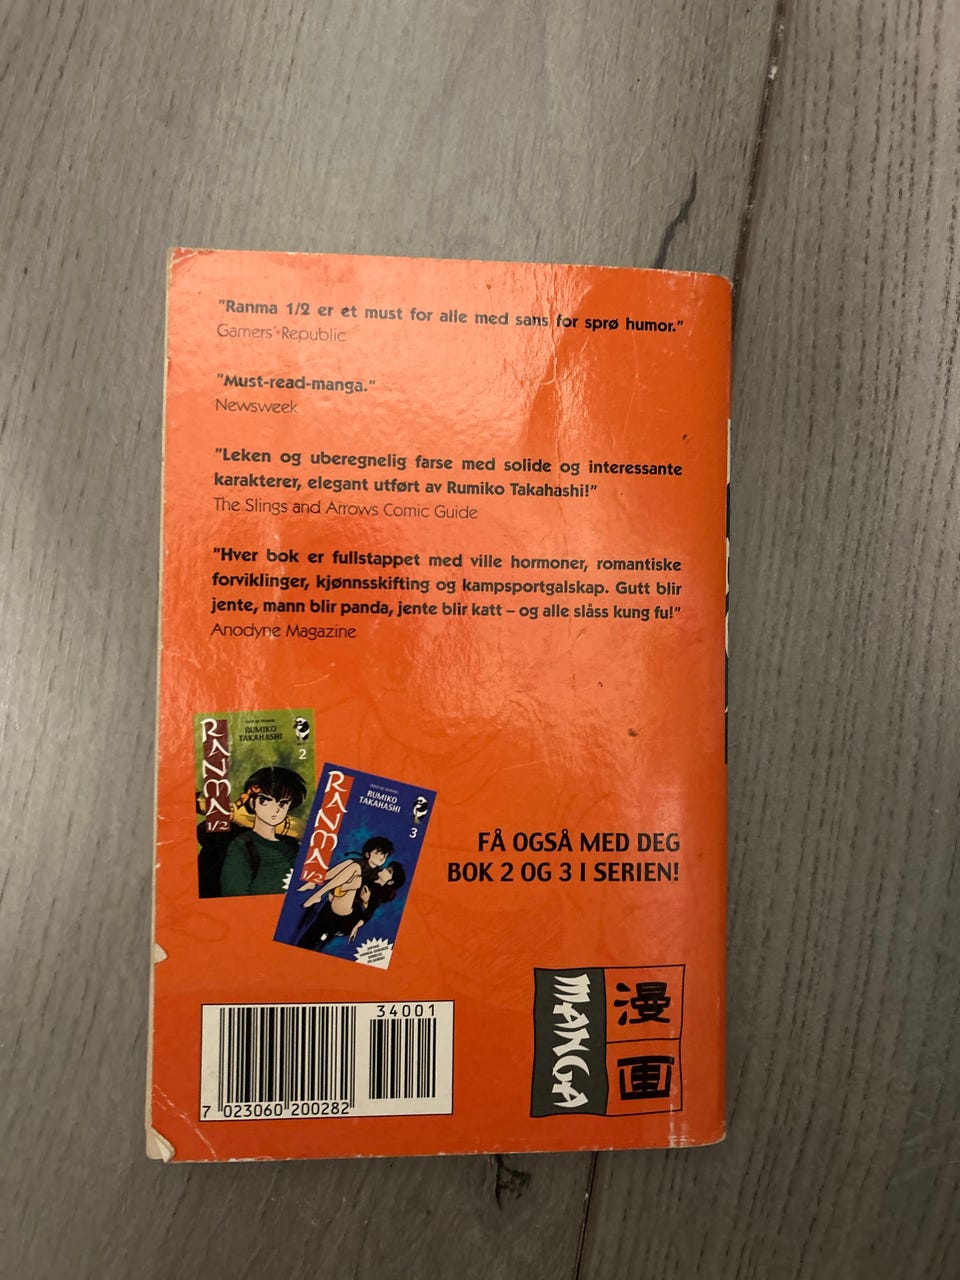 "Ranma 1/2 er et must for alle med sans for sprø humor."
Gamers' Republic
"Must-read-manga."
Newsweek
"Leken og uberegnelig farse med solide og interessante
karakterer, elegant utført av Rumiko Takahashi!"
The Slings and Arrows Comic Guide
"Hver bok er fullstappet med ville hormoner, romantiske
forviklinger, kjønnsskifting og kampsportgalskap. Gutt blir
jente, mann blir panda, jente blir katt – og alle slåss kung fu!"
Anodyne Magazine
RANMA
1/2
RUMIKO
TAKAHASHI
2
RANMA
1/2
RUMIKO
TAKAHASHI
3
FÅ OGSÅ MED DEG
BOK 2 OG 3 I SERIEN!
34001
7 023060 200282
MANGA
漫画